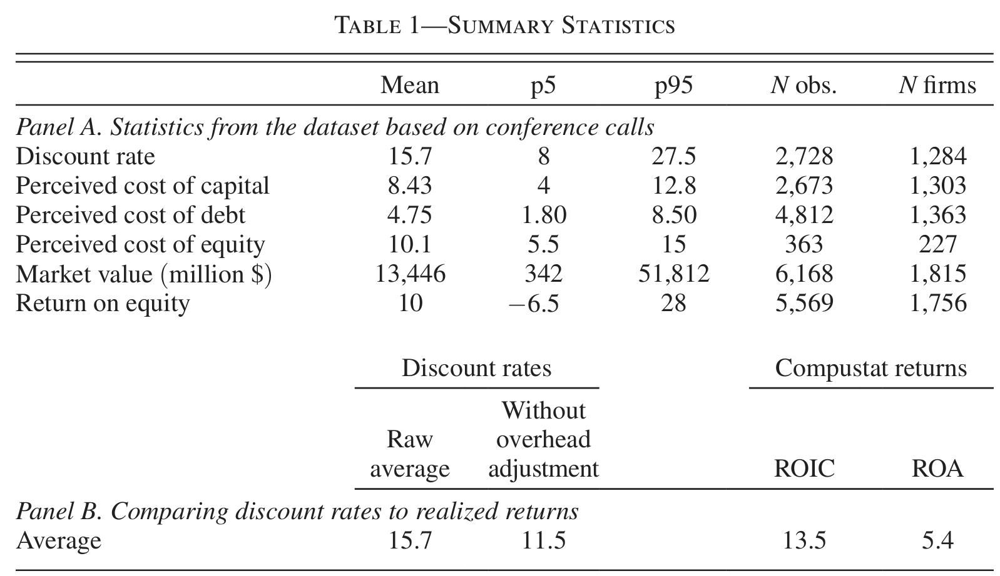 TABLE 1—SUMMARY STATISTICS
Mean p5 p95 N obs. N firms
Panel A. Statistics from the dataset based on conference calls
Discount rate 15.7 8 27.5 2,728 1,284
Perceived cost of capital 8.43 4 12.8 2,673 1,303
Perceived cost of debt 4.75 1.80 8.50 4,812 1,363
Perceived cost of equity 10.1 5.5 15 363 227
Market value (million $) 13,446 342 51,812 6,168 1,815
Return on equity 10 −6.5 28 5,569 1,756
Discount rates Compustat returns
Without
Raw overhead
average adjustment ROIC ROA
Panel B. Comparing discount rates to realized returns
Average 15.7 11.5 13.5 5.4